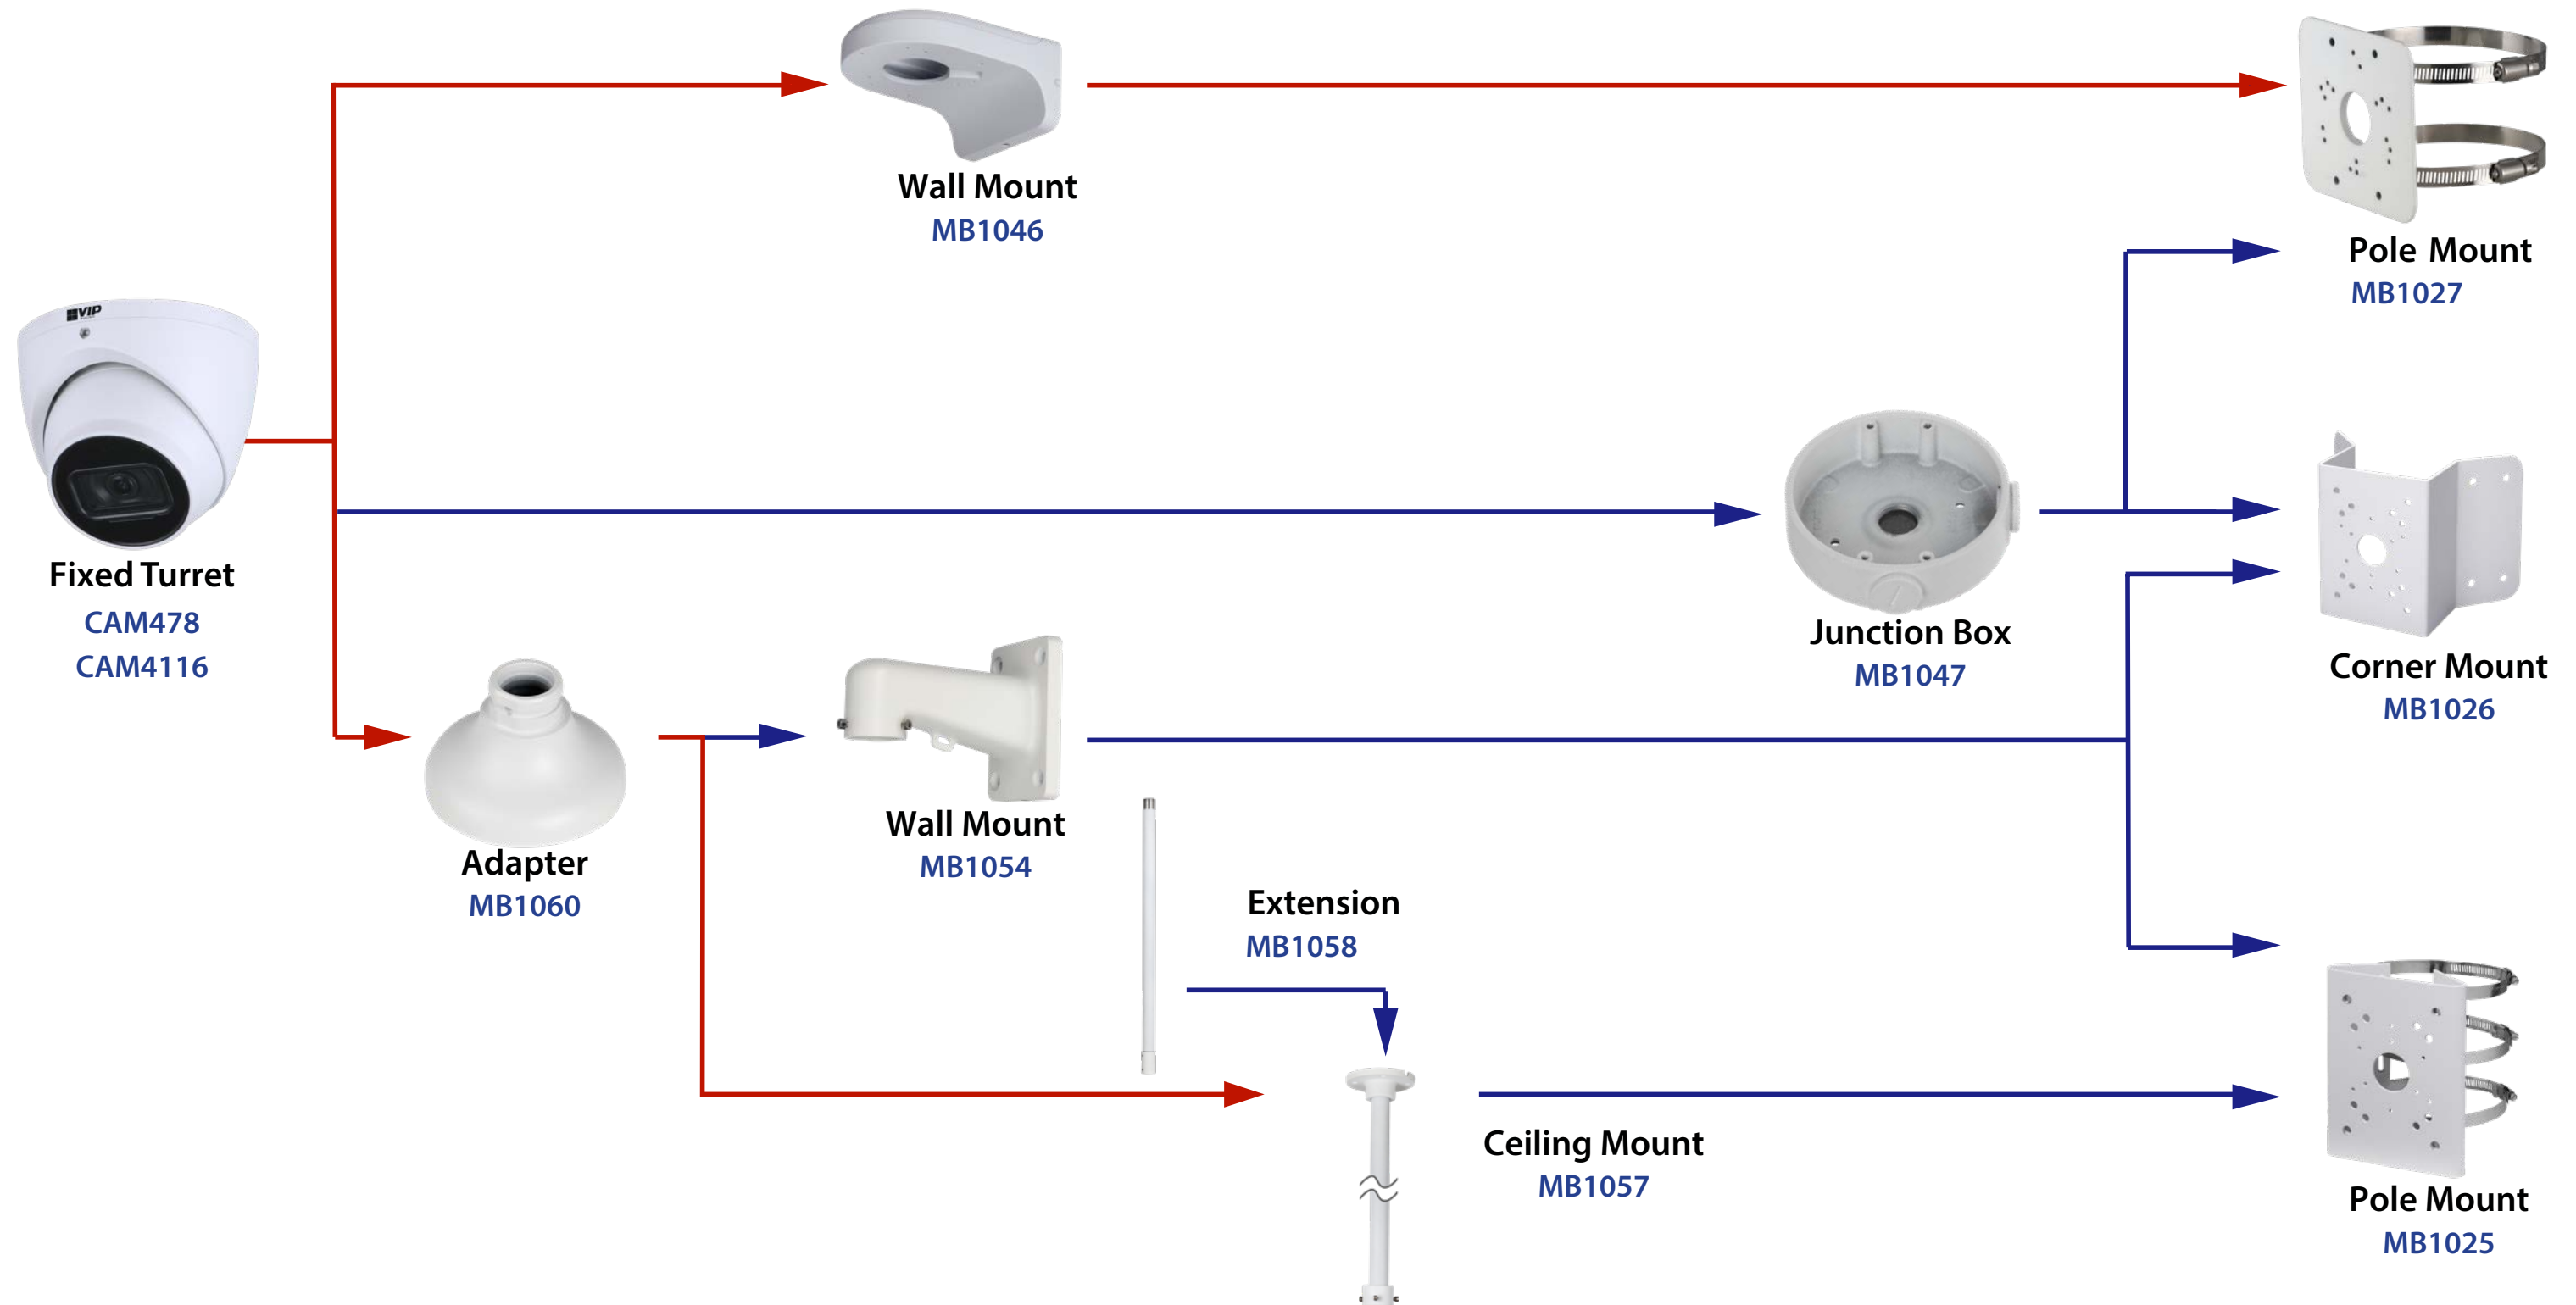 Wall Mount
MB1046
Pole Mount
MB1027
VIP
Fixed Turret
CAM478
CAM4116
Junction Box
MB1047
Corner Mount
MB1026
Adapter
MB1060
Wall Mount
MB1054
Extension
MB1058
Ceiling Mount
MB1057
Pole Mount
MB1025